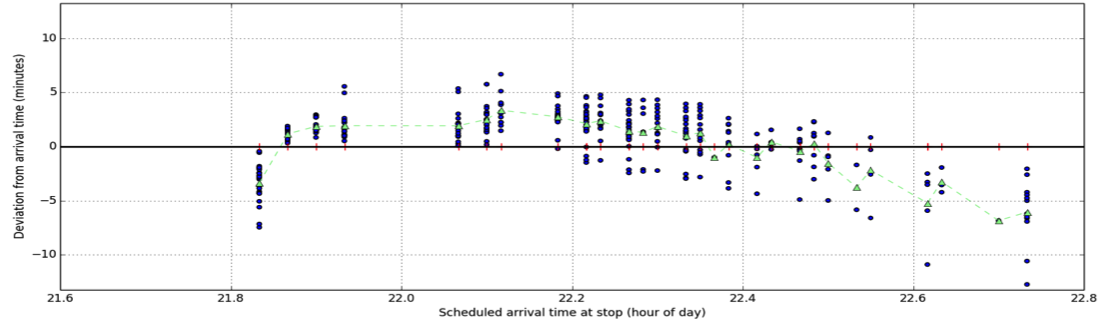 10
5
0
−5
−10
Deviation from arrival time (minutes)
21.6 21.8 22.0 22.2 22.4 22.6 22.8
Scheduled arrival time at stop (hour of day)